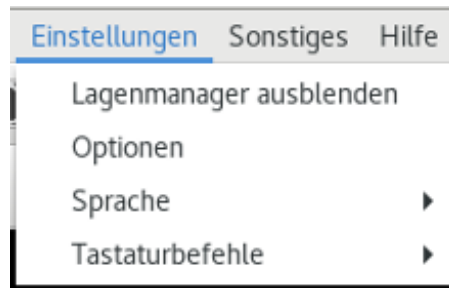 Einstellungen Sonstiges Hilfe
Lagenmanager ausblenden
Optionen
Sprache
Tastaturbefehle